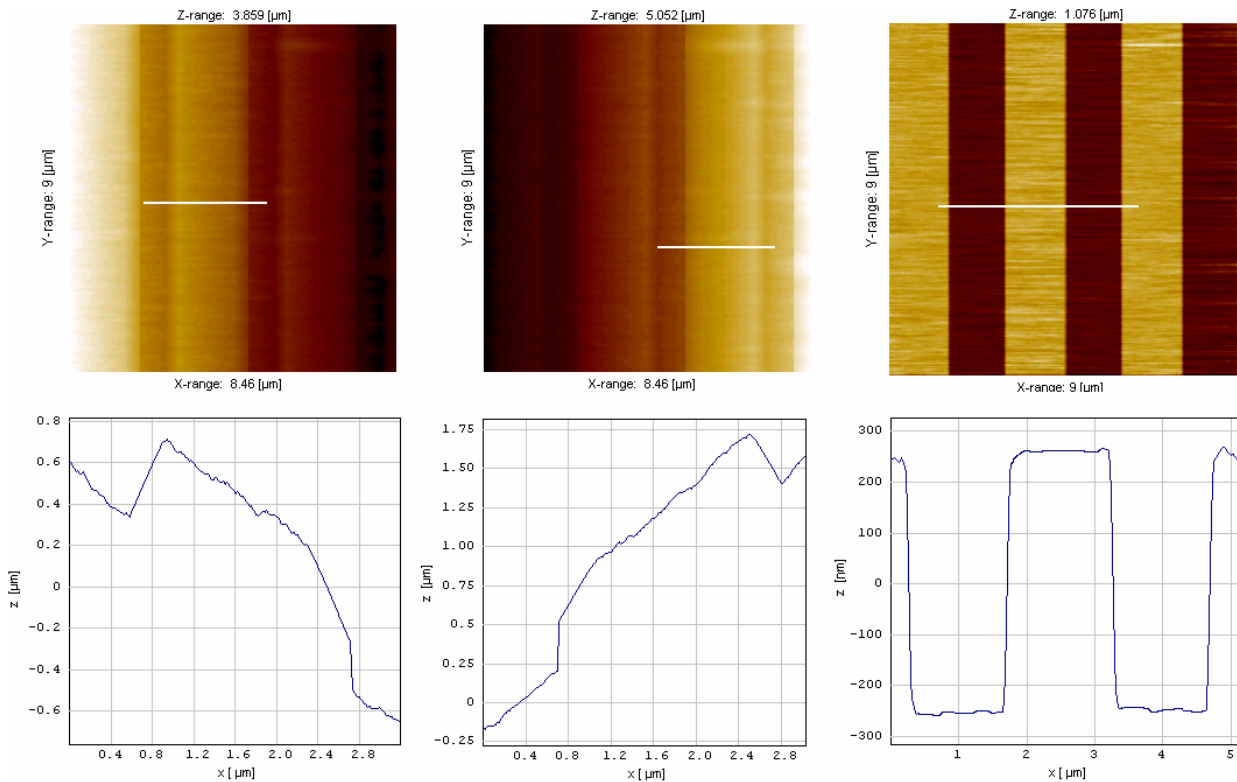 Z-range: 3.859 [µm]
Y-range: 9 [µm]
X-range: 8.46 [µm]
Z-range: 5.052 [µm]
Y-range: 9 [µm]
X-range: 8.46 [µm]
Z-range: 1.076 [µm]
Y-range: 9 [µm]
X-range: 9 [µm]
0.8
0.6
0.4
0.2
0
-0.2
-0.4
-0.6
z [µm]
0.4 0.8 1.2 1.6 2.0 2.4 2.8
x [µm]
1.75
1.50
1.25
1.00
0.75
0.5
0.25
0
-0.25
z [µm]
0.4 0.8 1.2 1.6 2.0 2.4 2.8
x [µm]
300
200
100
0
-100
-200
-300
z [nm]
1 2 3 4 5
x [µm]